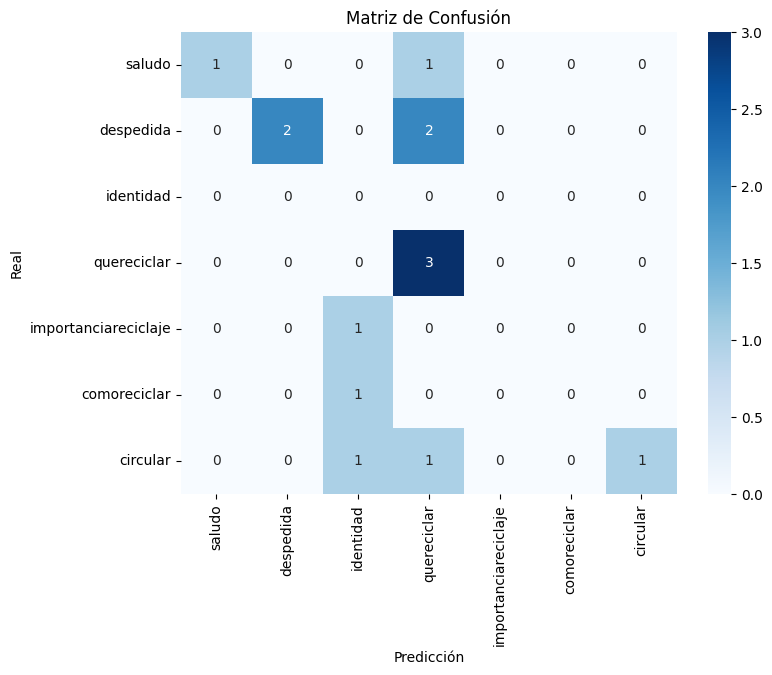 Matriz de Confusión
saludo 1 0 0 1 0 0 0
despedida 0 2 0 2 0 0 0
identidad 0 0 0 0 0 0 0
quereciclar 0 0 0 3 0 0 0
importanciareciclaje 0 0 1 0 0 0 0
comoreciclar 0 0 1 0 0 0 0
circular 0 0 1 1 0 0 1
Real
saludo
despedida
identidad
quereciclar
importanciareciclaje
comoreciclar
circular
Predicción
3.0
2.5
2.0
1.5
1.0
0.5
0.0